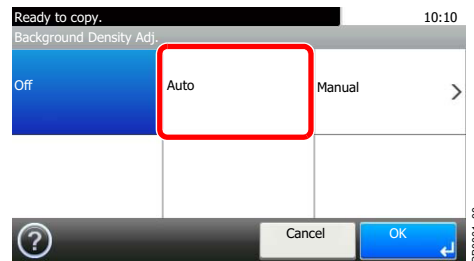 Ready to copy. 10:10
Background Density Adj.
Off Auto Manual
Cancel OK